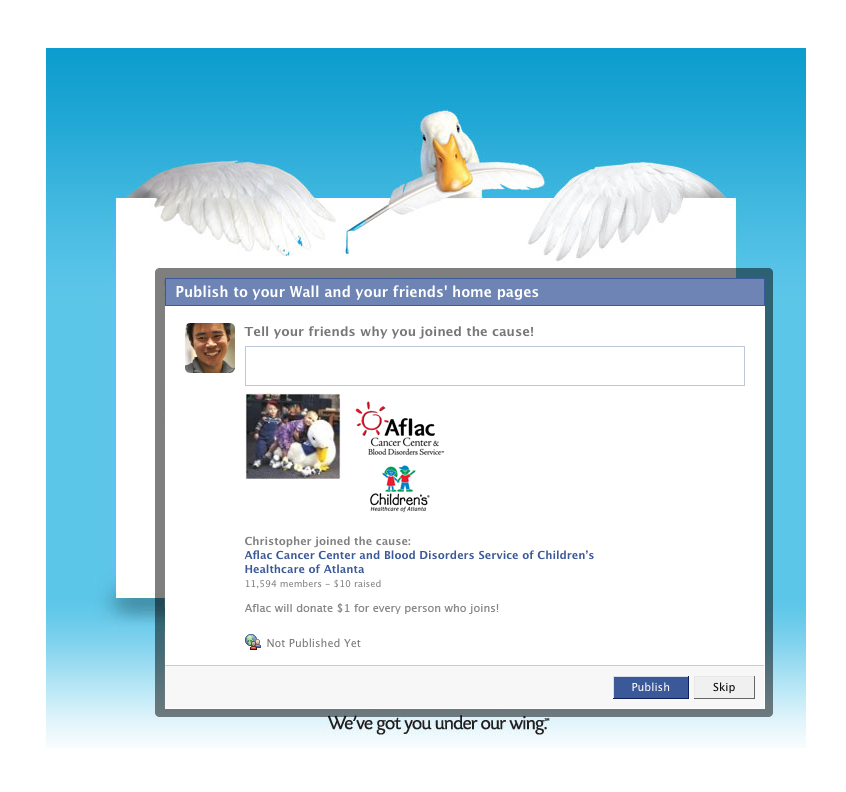 Publish to your Wall and your friends' home pages
Tell your friends why you joined the cause!
Aflac
Cancer Center &
Blood Disorders Service℠
Children's®
Healthcare of Atlanta
Christopher joined the cause:
Aflac Cancer Center and Blood Disorders Service of Children's
Healthcare of Atlanta
11,594 members - $10 raised
Aflac will donate $1 for every person who joins!
Not Published Yet
Publish Skip
We've got you under our wing.℠